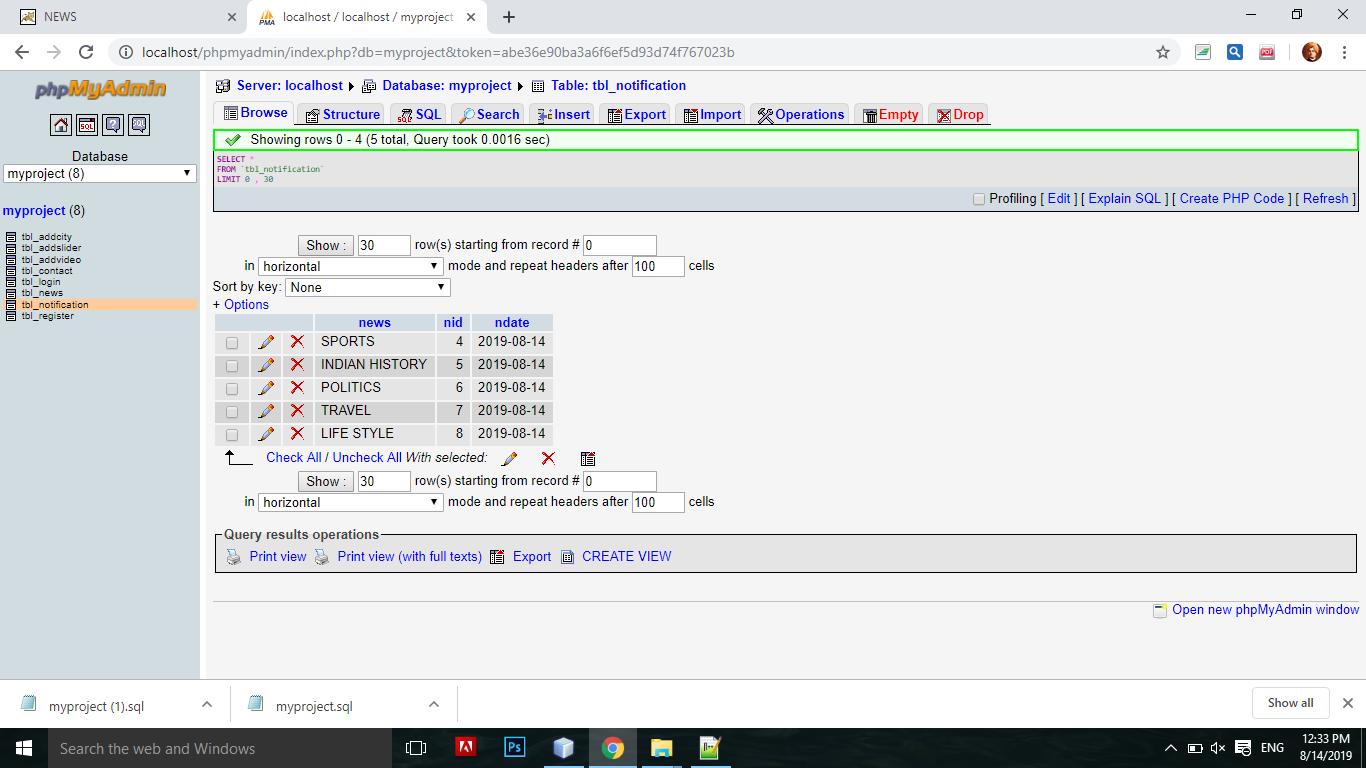 NEWS
localhost / localhost / myproject
localhost/phpmyadmin/index.php?db=myproject&token=abe36e90ba3a6f6ef5d93d74f767023b
phpMyAdmin
SQL
Database
myproject (8)
myproject (8)
tbl_addcity
tbl_addslider
tbl_addvideo
tbl_contact
tbl_login
tbl_news
tbl_notification
tbl_register
Server: localhost Database: myproject Table: tbl_notification
Browse Structure SQL Search Insert Export Import Operations Empty Drop
Showing rows 0 - 4 (5 total, Query took 0.0016 sec)
SELECT *
FROM `tbl_notification`
LIMIT 0 , 30
Profiling [ Edit ] [ Explain SQL ] [ Create PHP Code ] [ Refresh ]
Show : 30 row(s) starting from record # 0
in horizontal mode and repeat headers after 100 cells
Sort by key: None
+ Options
news nid ndate
SPORTS 4 2019-08-14
INDIAN HISTORY 5 2019-08-14
POLITICS 6 2019-08-14
TRAVEL 7 2019-08-14
LIFE STYLE 8 2019-08-14
Check All / Uncheck All With selected:
Show : 30 row(s) starting from record # 0
in horizontal mode and repeat headers after 100 cells
Query results operations
Print view Print view (with full texts) Export CREATE VIEW
Open new phpMyAdmin window
myproject (1).sql myproject.sql Show all
Search the web and Windows
Ps
ENG
12:33 PM
8/14/2019